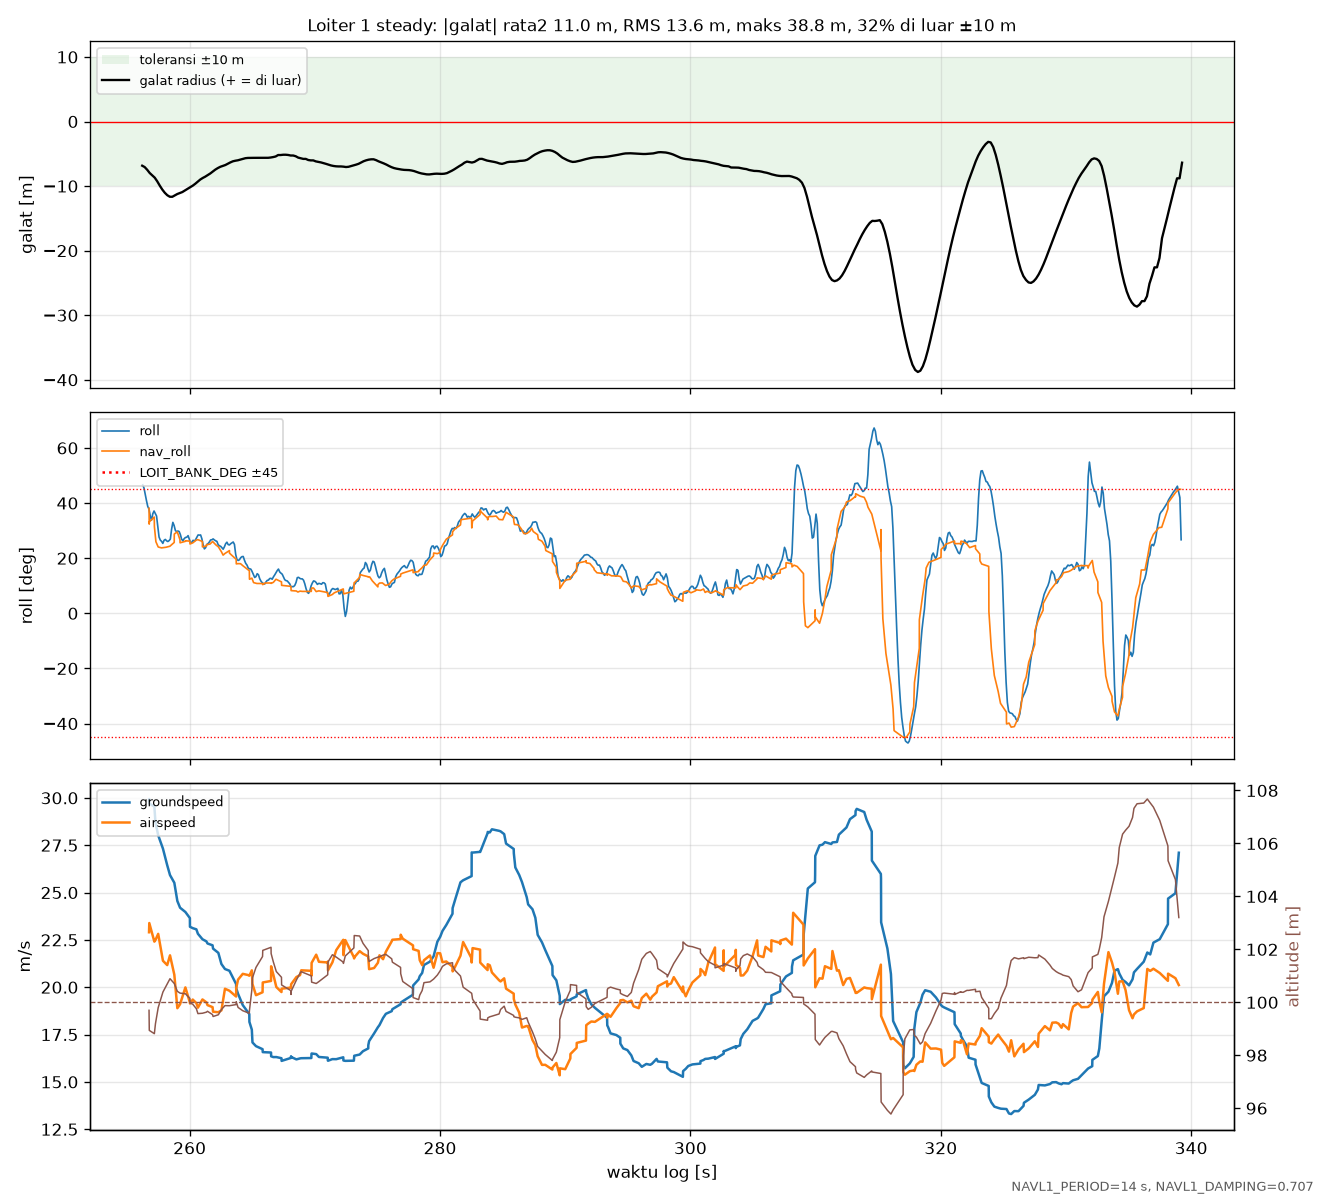 Loiter 1 steady: |galat| rata2 11.0 m, RMS 13.6 m, maks 38.8 m, 32% di luar ±10 m
toleransi ±10 m
galat radius (+ = di luar)
10
0
−10
−20
−30
−40
galat [m]
roll
nav_roll
LOIT_BANK_DEG ±45
60
40
20
0
−20
−40
roll [deg]
groundspeed
airspeed
30.0
27.5
25.0
22.5
20.0
17.5
15.0
12.5
m/s
108
106
104
102
100
98
96
altitude [m]
260
280
300
320
340
waktu log [s]
NAVL1_PERIOD=14 s, NAVL1_DAMPING=0.707